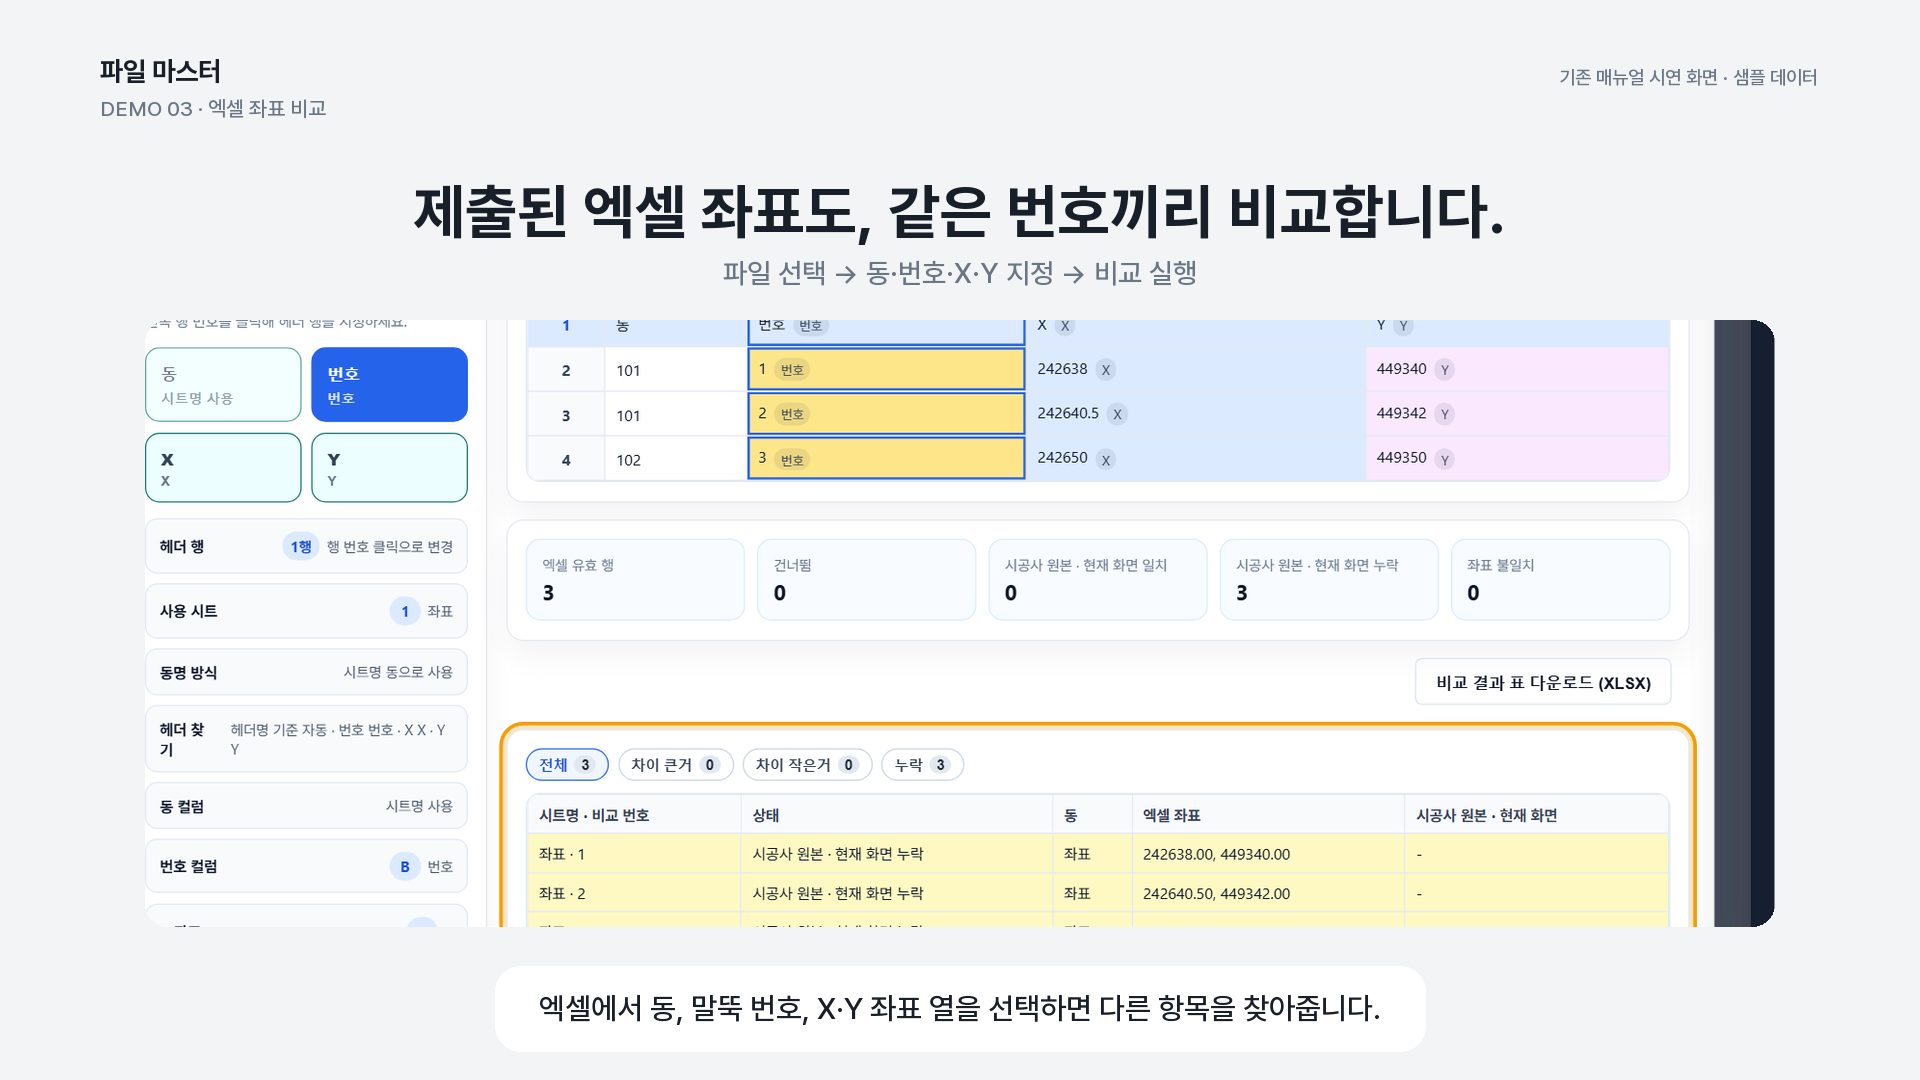 파일 마스터
DEMO 03 · 엑셀 좌표 비교
기존 매뉴얼 시연 화면 · 샘플 데이터
제출된 엑셀 좌표도, 같은 번호끼리 비교합니다.
파일 선택 → 동·번호·X·Y 지정 → 비교 실행
행 번호를 클릭해 헤더 행을 지정하세요.
동
시트명 사용
번호
번호
X
X
Y
Y
헤더 행 1행 행 번호 클릭으로 변경
사용 시트 1 좌표
동명 방식 시트명 동으로 사용
헤더 찾기 헤더명 기준 자동 · 번호 번호 · X X · Y Y
동 컬럼 시트명 사용
번호 컬럼 B 번호
1 동 번호 번호 X X Y Y
2 101 1 번호 242638 X 449340 Y
3 101 2 번호 242640.5 X 449342 Y
4 102 3 번호 242650 X 449350 Y
엑셀 유효 행
3
건너뜀
0
시공사 원본 · 현재 화면 일치
0
시공사 원본 · 현재 화면 누락
3
좌표 불일치
0
비교 결과 표 다운로드 (XLSX)
전체 3 차이 큰거 0 차이 작은거 0 누락 3
시트명 · 비교 번호 상태 동 엑셀 좌표 시공사 원본 · 현재 화면
좌표 · 1 시공사 원본 · 현재 화면 누락 좌표 242638.00, 449340.00 -
좌표 · 2 시공사 원본 · 현재 화면 누락 좌표 242640.50, 449342.00 -
엑셀에서 동, 말뚝 번호, X·Y 좌표 열을 선택하면 다른 항목을 찾아줍니다.